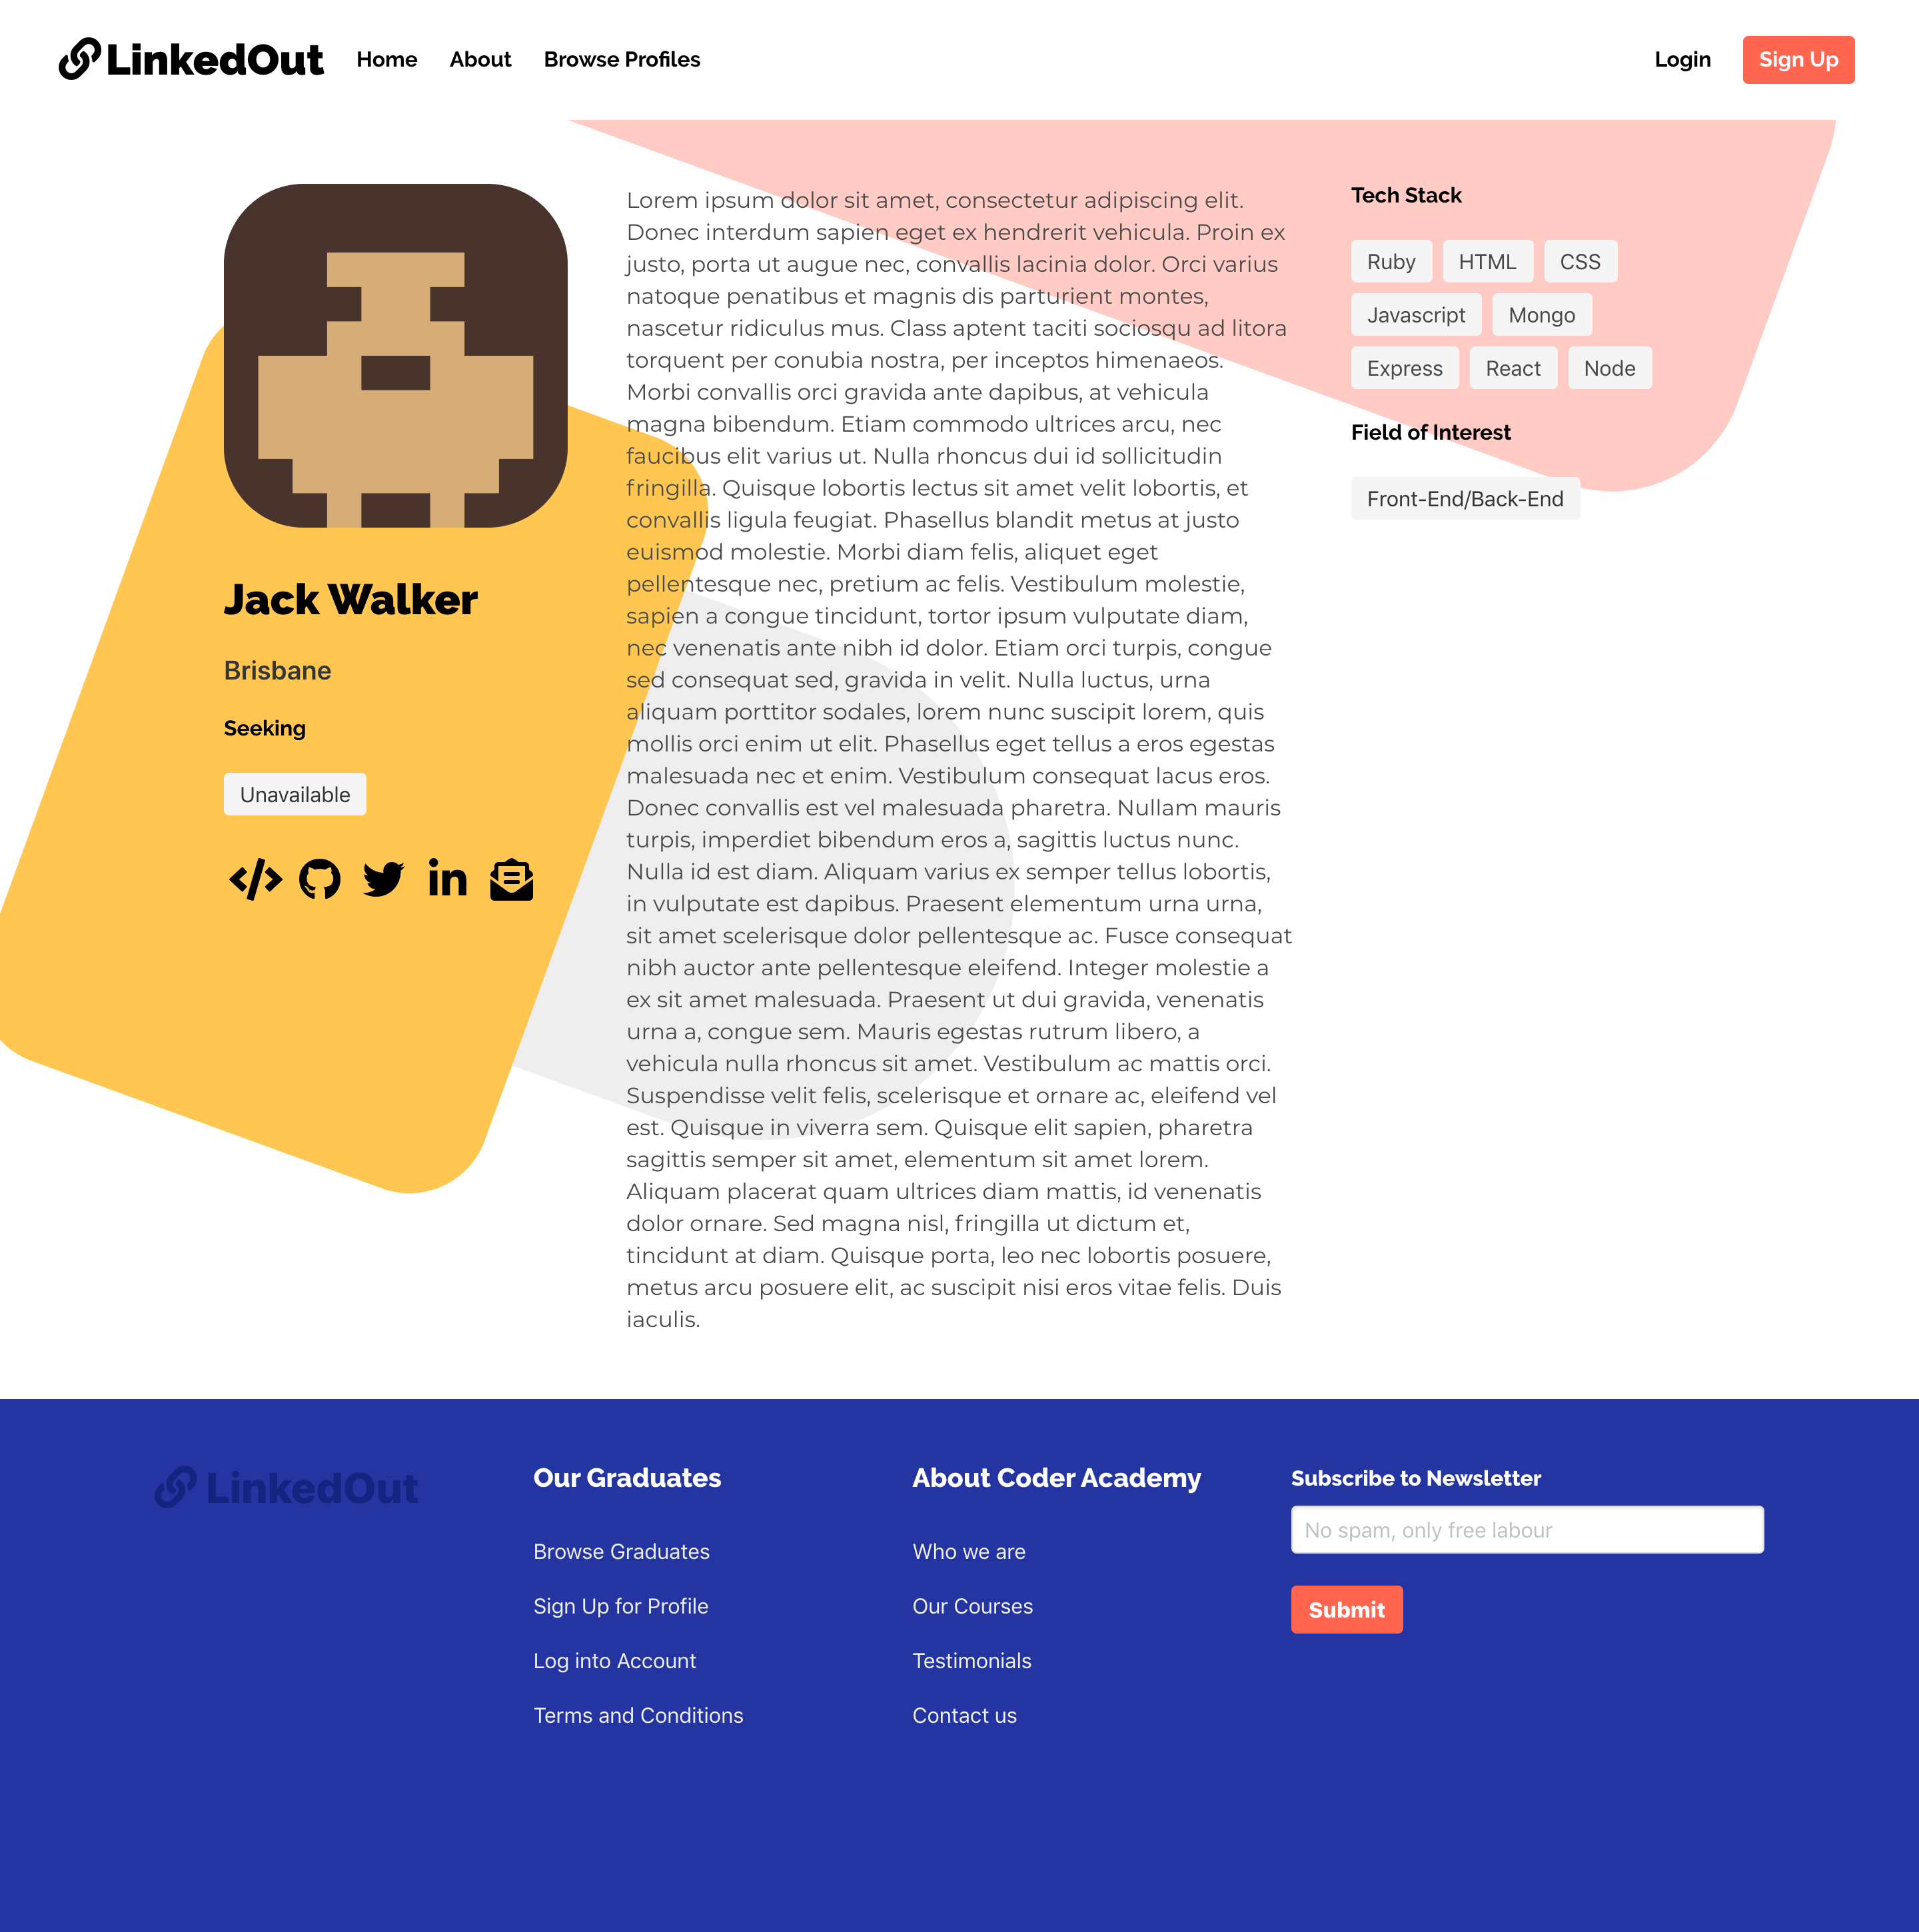 LinkedOut
Home
About
Browse Profiles
Login
Sign Up
Jack Walker
Brisbane
Seeking
Unavailable
Lorem ipsum dolor sit amet, consectetur adipiscing elit.
Donec interdum sapien eget ex hendrerit vehicula. Proin ex
justo, porta ut augue nec, convallis lacinia dolor. Orci varius
natoque penatibus et magnis dis parturient montes,
nascetur ridiculus mus. Class aptent taciti sociosqu ad litora
torquent per conubia nostra, per inceptos himenaeos.
Morbi convallis orci gravida ante dapibus, at vehicula
magna bibendum. Etiam commodo ultrices arcu, nec
faucibus elit varius ut. Nulla rhoncus dui id sollicitudin
fringilla. Quisque lobortis lectus sit amet velit lobortis, et
convallis ligula feugiat. Phasellus blandit metus at justo
euismod molestie. Morbi diam felis, aliquet eget
pellentesque nec, pretium ac felis. Vestibulum molestie,
sapien a congue tincidunt, tortor ipsum vulputate diam,
nec venenatis ante nibh id dolor. Etiam orci turpis, congue
sed consequat sed, gravida in velit. Nulla luctus, urna
aliquam porttitor sodales, lorem nunc suscipit lorem, quis
mollis orci enim ut elit. Phasellus eget tellus a eros egestas
malesuada nec et enim. Vestibulum consequat lacus eros.
Donec convallis est vel malesuada pharetra. Nullam mauris
turpis, imperdiet bibendum eros a, sagittis luctus nunc.
Nulla id est diam. Aliquam varius ex semper tellus lobortis,
in vulputate est dapibus. Praesent elementum urna urna,
sit amet scelerisque dolor pellentesque ac. Fusce consequat
nibh auctor ante pellentesque eleifend. Integer molestie a
ex sit amet malesuada. Praesent ut dui gravida, venenatis
urna a, congue sem. Mauris egestas rutrum libero, a
vehicula nulla rhoncus sit amet. Vestibulum ac mattis orci.
Suspendisse velit felis, scelerisque et ornare ac, eleifend vel
est. Quisque in viverra sem. Quisque elit sapien, pharetra
sagittis semper sit amet, elementum sit amet lorem.
Aliquam placerat quam ultrices diam mattis, id venenatis
dolor ornare. Sed magna nisl, fringilla ut dictum et,
tincidunt at diam. Quisque porta, leo nec lobortis posuere,
metus arcu posuere elit, ac suscipit nisi eros vitae felis. Duis
iaculis.
Tech Stack
Ruby
HTML
CSS
Javascript
Mongo
Express
React
Node
Field of Interest
Front-End/Back-End
LinkedOut
Our Graduates
Browse Graduates
Sign Up for Profile
Log into Account
Terms and Conditions
About Coder Academy
Who we are
Our Courses
Testimonials
Contact us
Subscribe to Newsletter
No spam, only free labour
Submit